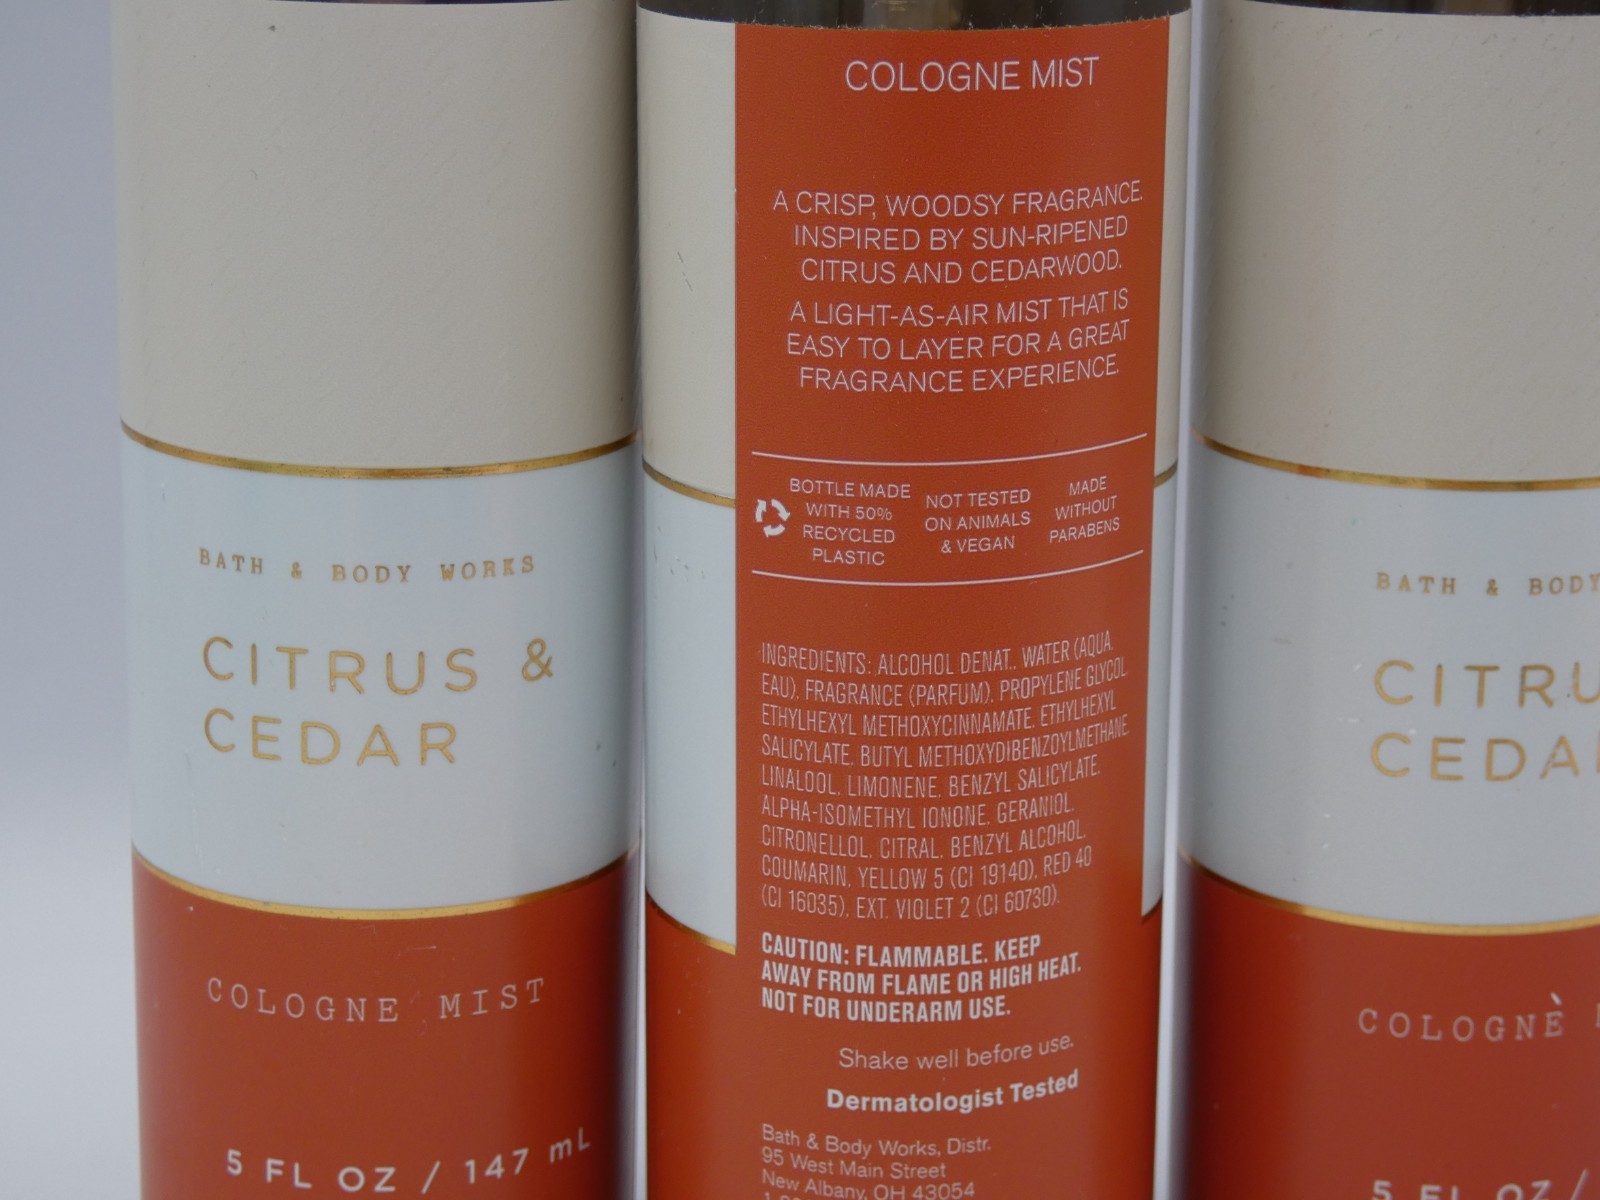 BATH & BODY WORKS
CITRUS &
CEDAR
COLOGNE MIST
5 FL OZ / 147 mL
COLOGNE MIST
A CRISP, WOODSY FRAGRANCE.
INSPIRED BY SUN-RIPENED
CITRUS AND CEDARWOOD.
A LIGHT-AS-AIR MIST THAT IS
EASY TO LAYER FOR A GREAT
FRAGRANCE EXPERIENCE.
BOTTLE MADE
WITH 50%
RECYCLED
PLASTIC
NOT TESTED
ON ANIMALS
& VEGAN
MADE
WITHOUT
PARABENS
INGREDIENTS: ALCOHOL DENAT., WATER (AQUA,
EAU), FRAGRANCE (PARFUM), PROPYLENE GLYCOL,
ETHYLHEXYL METHOXYCINNAMATE, ETHYLHEXYL
SALICYLATE, BUTYL METHOXYDIBENZOYLMETHANE,
LINALOOL, LIMONENE, BENZYL SALICYLATE,
ALPHA-ISOMETHYL IONONE, GERANIOL,
CITRONELLOL, CITRAL, BENZYL ALCOHOL,
COUMARIN, YELLOW 5 (CI 19140), RED 40
(CI 16035), EXT. VIOLET 2 (CI 60730).
CAUTION: FLAMMABLE. KEEP
AWAY FROM FLAME OR HIGH HEAT.
NOT FOR UNDERARM USE.
Shake well before use.
Dermatologist Tested
Bath & Body Works, Distr.
95 West Main Street
New Albany, OH 43054
BATH & BODY
CITRU
CEDA
COLOGNE
5 FL OZ /